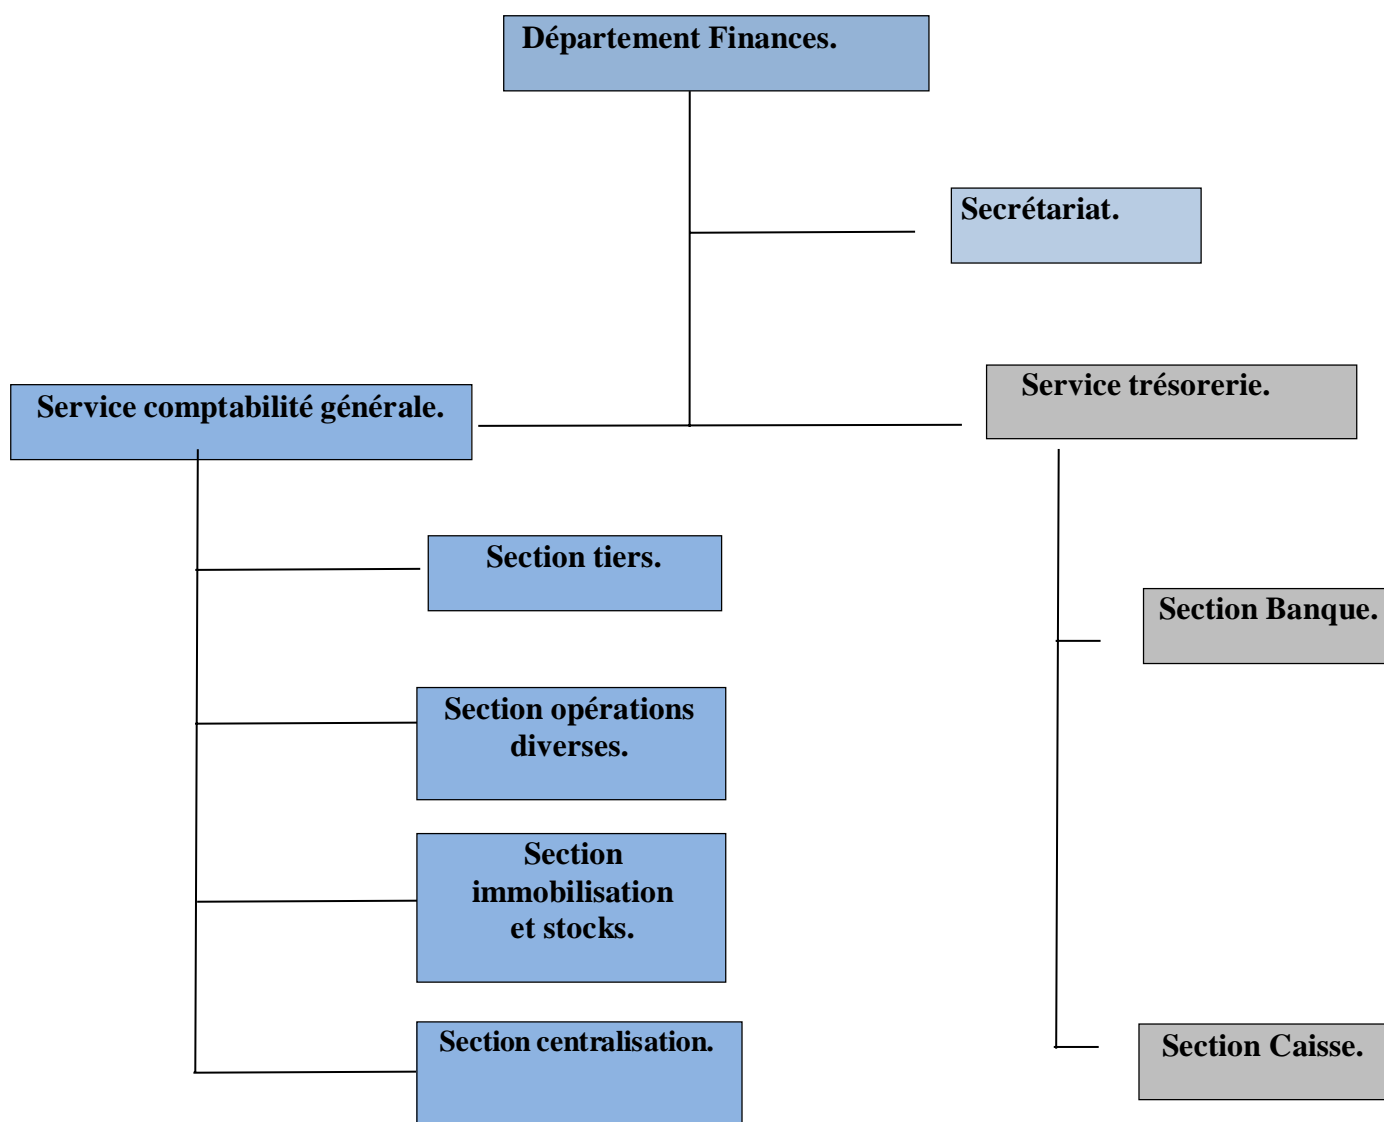 Département Finances.
Secrétariat.
Service comptabilité générale.
Service trésorerie.
Section tiers.
Section opérations
diverses.
Section
immobilisation
et stocks.
Section centralisation.
Section Banque.
Section Caisse.